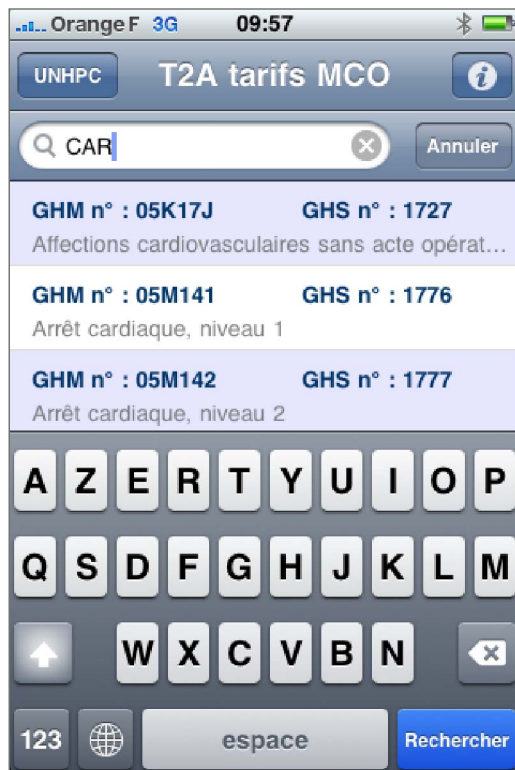 Orange F 3G 09:57
UNHPC T2A tarifs MCO i
CAR Annuler
GHM n° : 05K17J GHS n° : 1727
Affections cardiovasculaires sans acte opérat...
GHM n° : 05M141 GHS n° : 1776
Arrêt cardiaque, niveau 1
GHM n° : 05M142 GHS n° : 1777
Arrêt cardiaque, niveau 2
A Z E R T Y U I O P
Q S D F G H J K L M
W X C V B N
123 espace Rechercher